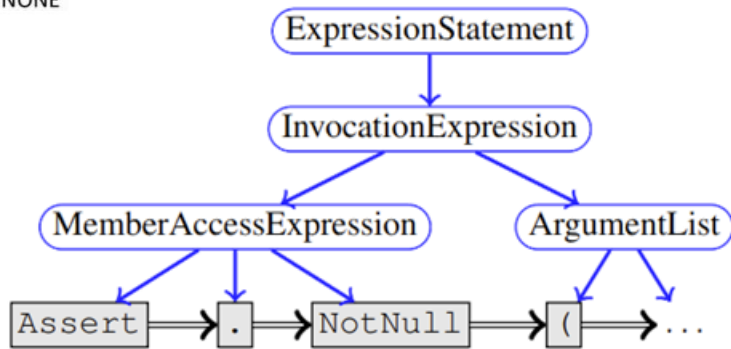 NONE
ExpressionStatement
InvocationExpression
MemberAccessExpression ArgumentList
Assert . NotNull ( ...